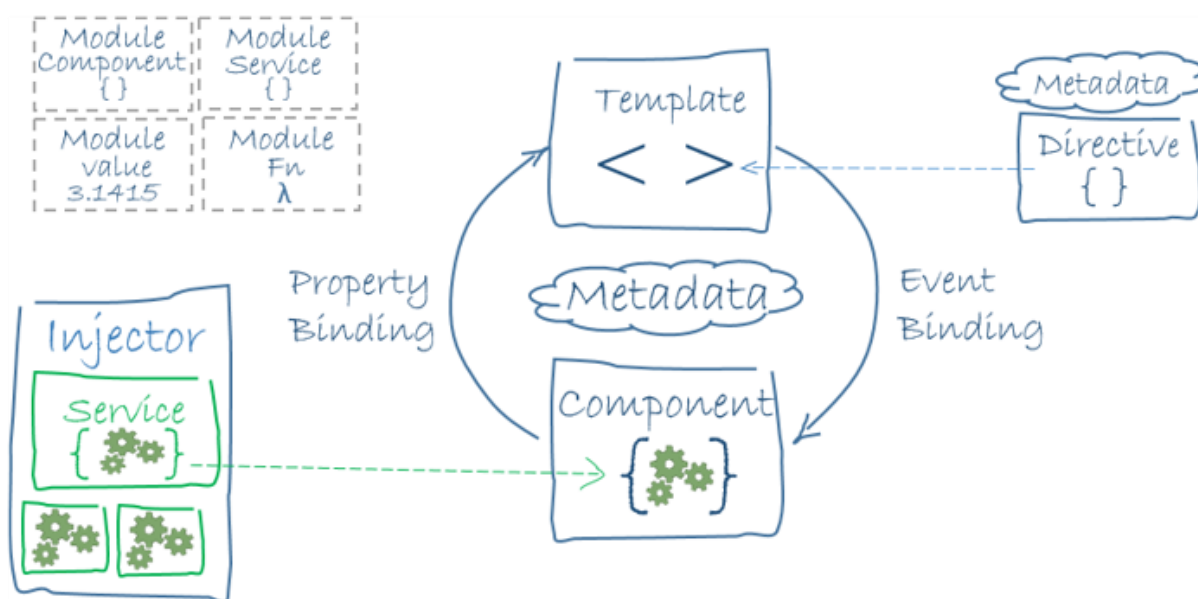 Module
Component
{ }
Module
Service
{ }
Module
value
3.1415
Module
Fn
λ
Template
< >
Metadata
Directive
{ }
Property
Binding
Metadata
Event
Binding
Injector
Service
{ }
Component
{ }